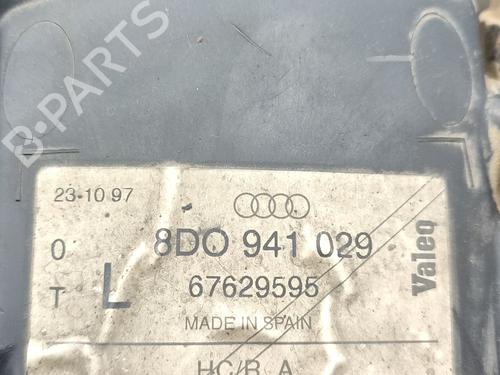 B-PARTS
23-10 97
0 8DO 941 029
T L 67629595
Valeo
MADE IN SPAIN
HC/R A